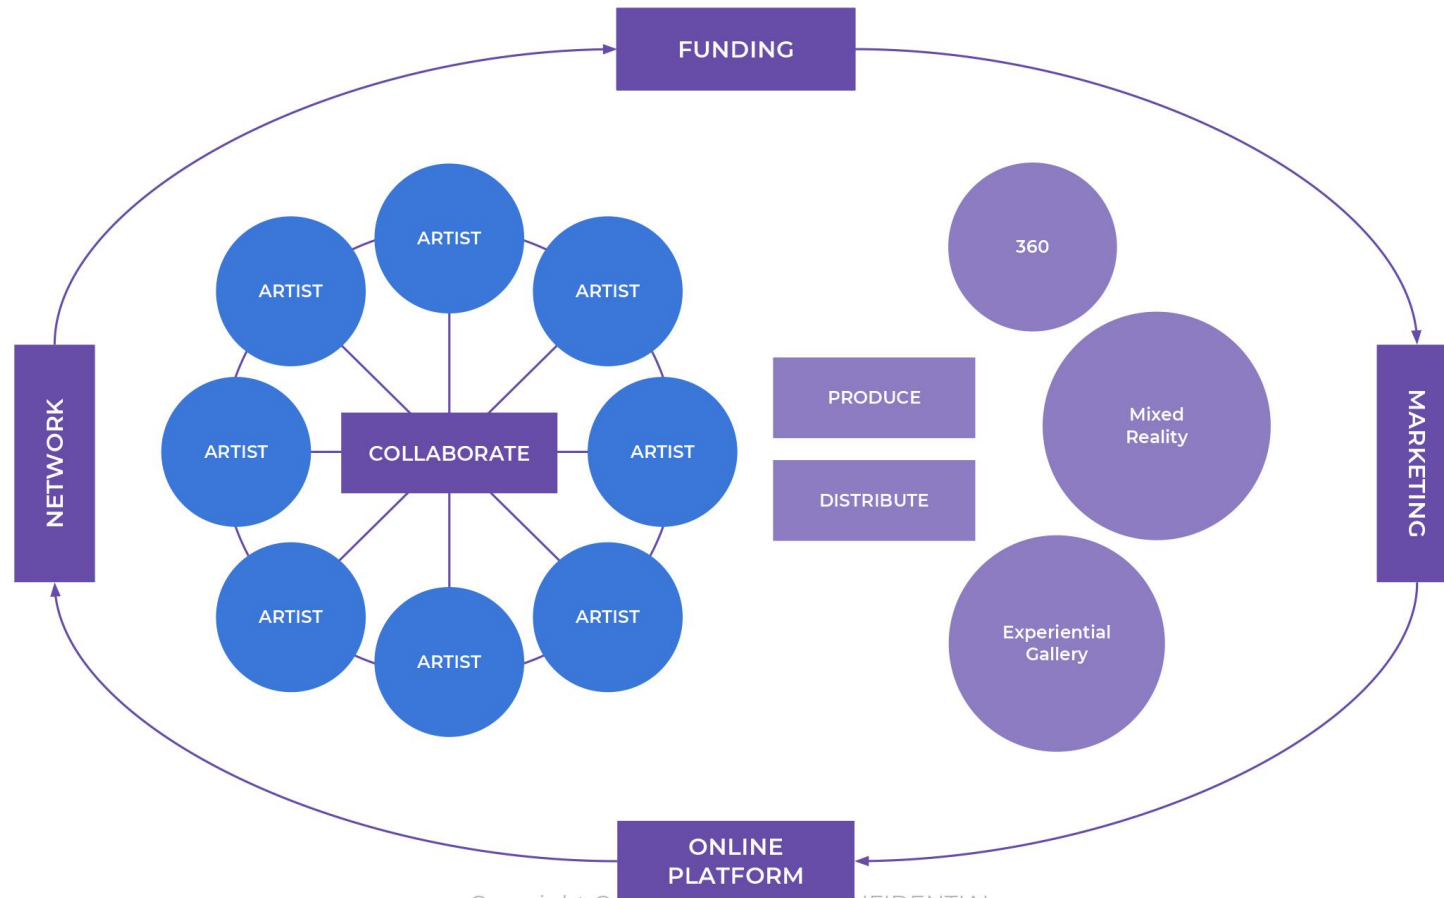 FUNDING
ARTIST
ARTIST
ARTIST
360
NETWORK
ARTIST
COLLABORATE
ARTIST
PRODUCE
DISTRIBUTE
Mixed
Reality
MARKETING
ARTIST
ARTIST
ARTIST
Experiential
Gallery
ONLINE
PLATFORM